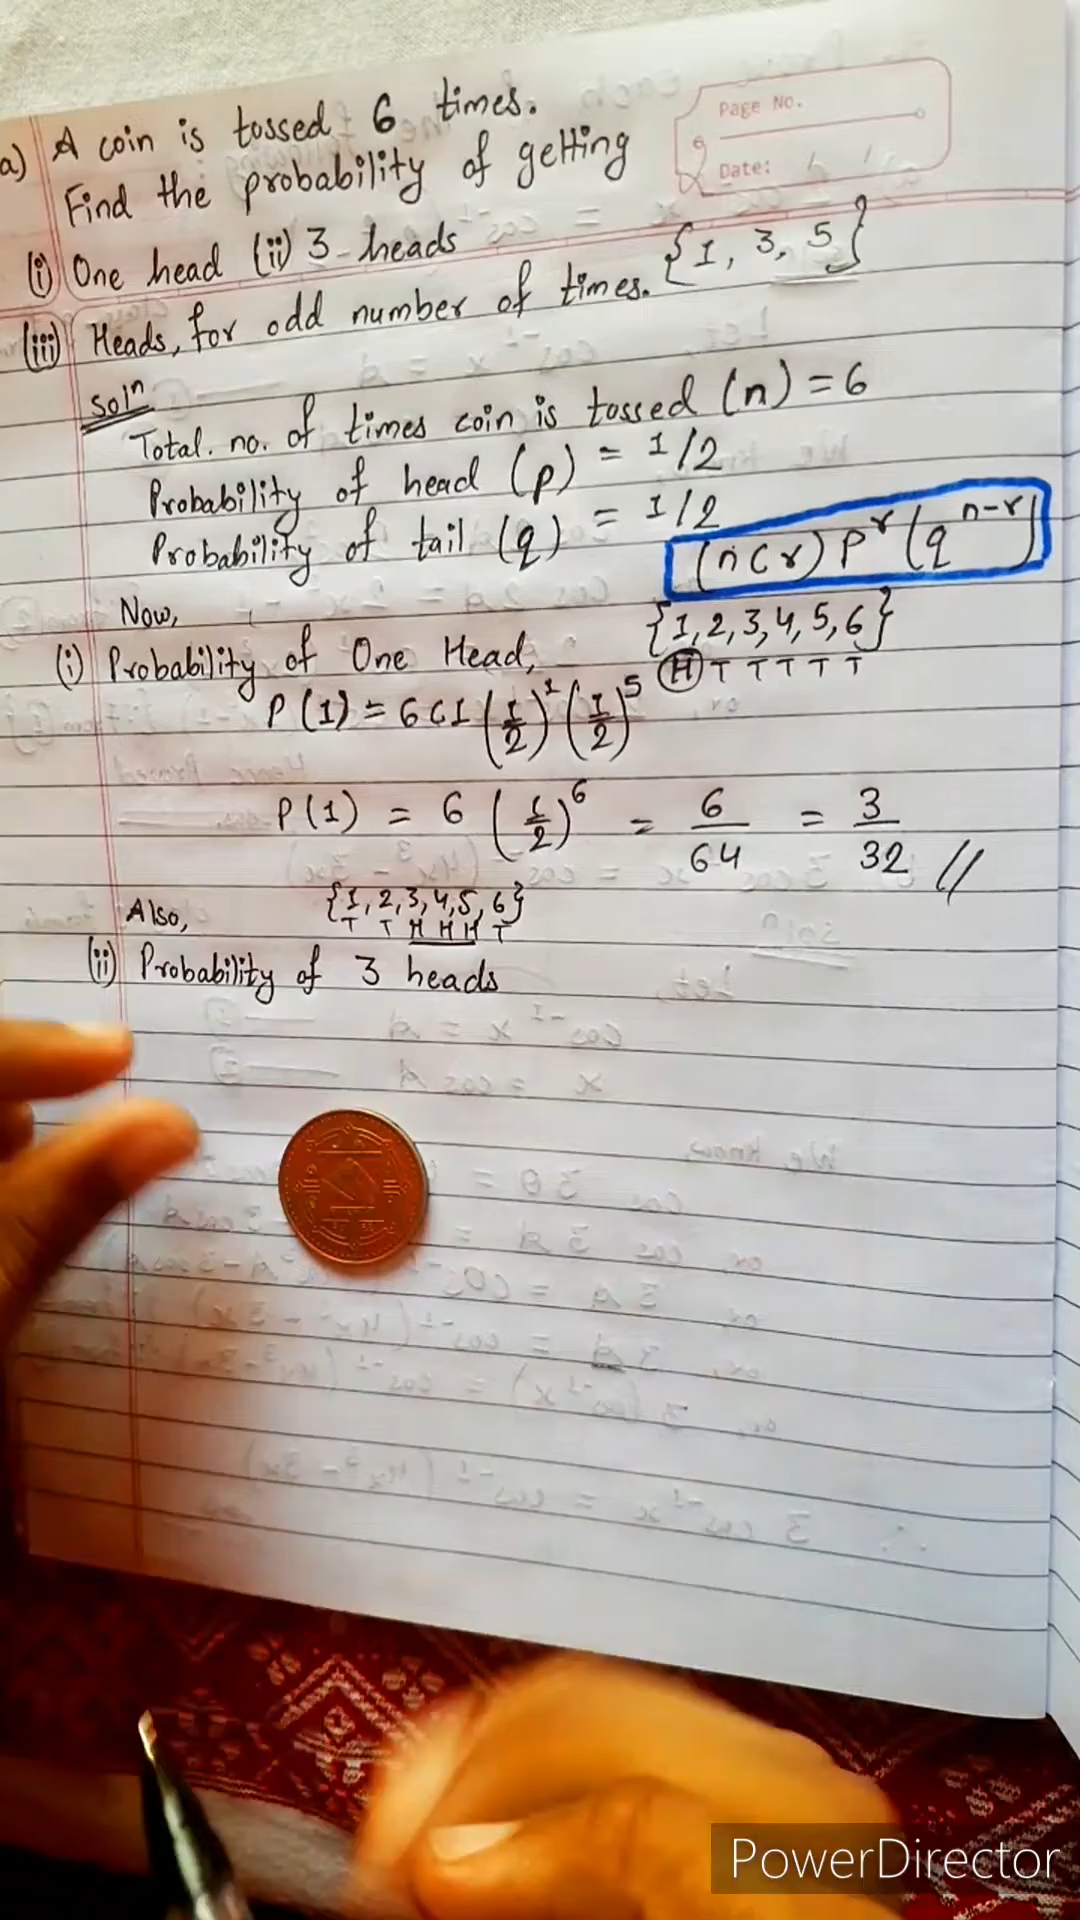 Page No.
Date:
a) A coin is tossed 6 times.
Find the probability of getting
(i) One head (ii) 3 heads
(iii) Heads, for odd number of times. {1, 3, 5}
Solⁿ
Total. no. of times coin is tossed (n) = 6
Probability of head (p) = 1/2
Probability of tail (q) = 1/2
(nCr) p^r (q^n-r)
Now,
{1, 2, 3, 4, 5, 6}
H T T T T T
(i) Probability of One Head,
P(1) = 6C1 (1/2)^1 (1/2)^5
P(1) = 6 (1/2)^6 = 6/64 = 3/32 //
Also,
{1, 2, 3, 4, 5, 6}
T T H H H T
(ii) Probability of 3 heads
PowerDirector